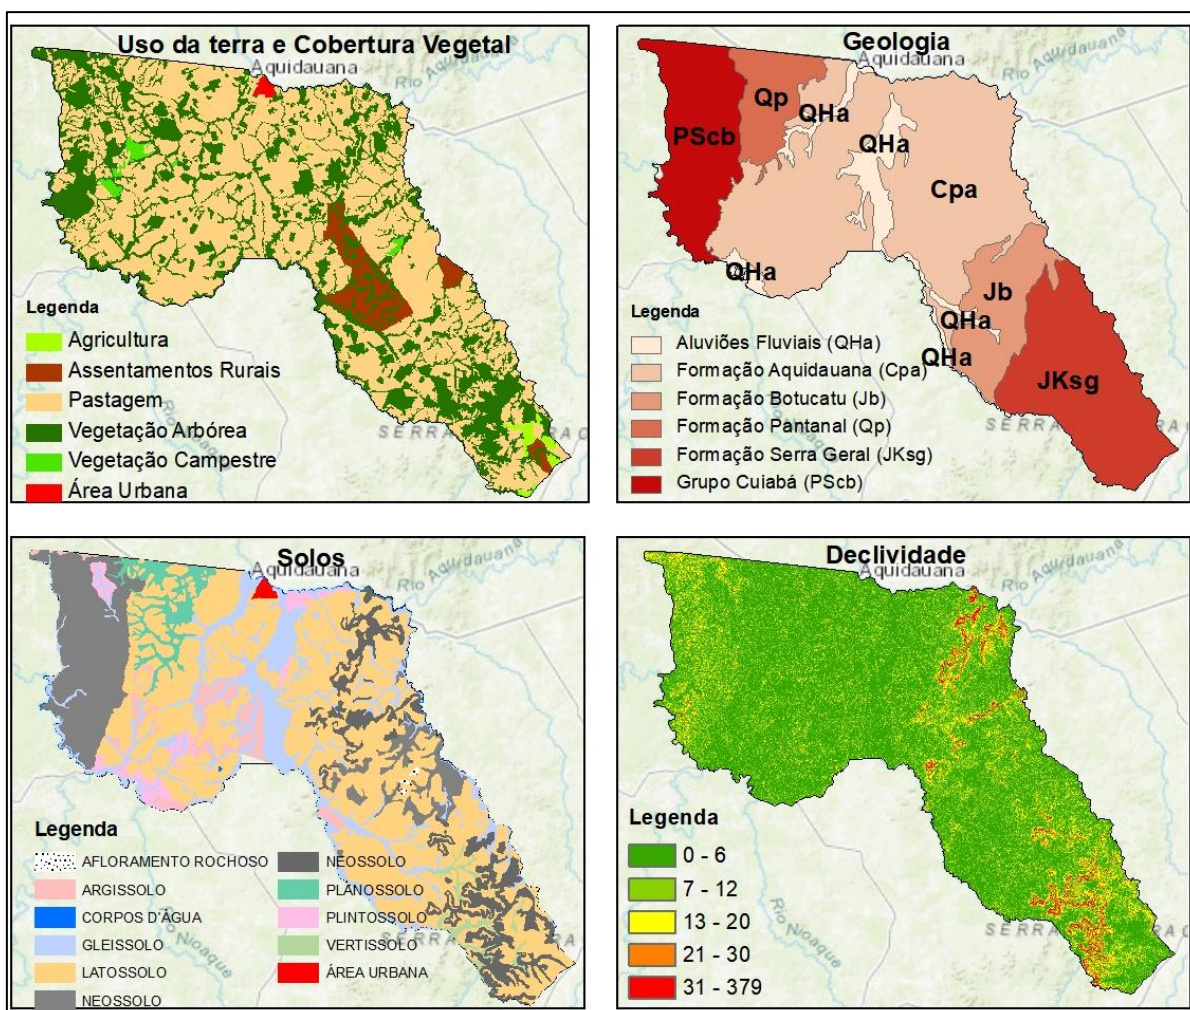 Uso da terra e Cobertura Vegetal
Aquidauana
Rio Aquidauana
Legenda
Agricultura
Assentamentos Rurais
Pastagem
Vegetação Arbórea
Vegetação Campestre
Área Urbana
SERRA
Geologia
Aquidauana
PScb
Qp
QHa
QHa
Cpa
QHa
Jb
QHa
QHa
JKsg
Legenda
Aluviões Fluviais (QHa)
Formação Aquidauana (Cpa)
Formação Botucatu (Jb)
Formação Pantanal (Qp)
Formação Serra Geral (JKsg)
Grupo Cuiabá (PScb)
Solos
Aquidauana
Rio Aquidauana
Legenda
AFLORAMENTO ROCHOSO
ARGISSOLO
CORPOS D'ÁGUA
GLEISSOLO
LATOSSOLO
NEOSSOLO
NEOSSOLO
PLANOSSOLO
PLINTOSSOLO
VERTISSOLO
ÁREA URBANA
Rio Nioaque
SERRA
Declividade
Aquidauana
Rio Aquidauana
Legenda
0 - 6
7 - 12
13 - 20
21 - 30
31 - 379
Rio Nioaque
SERRA